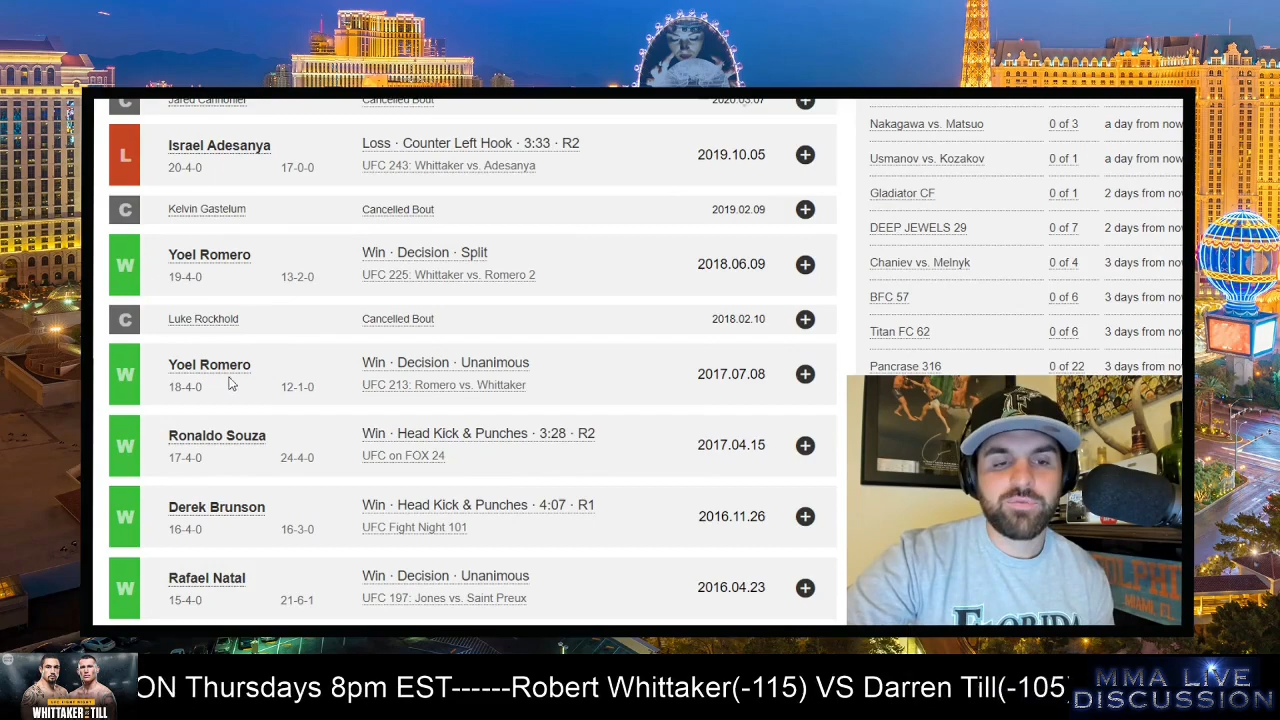 C Jared Cannonier Cancelled Bout 2020.03.07
L Israel Adesanya Loss · Counter Left Hook · 3:33 · R2 2019.10.05
20-4-0 17-0-0 UFC 243: Whittaker vs. Adesanya
C Kelvin Gastelum Cancelled Bout 2019.02.09
W Yoel Romero Win · Decision · Split 2018.06.09
19-4-0 13-2-0 UFC 225: Whittaker vs. Romero 2
C Luke Rockhold Cancelled Bout 2018.02.10
W Yoel Romero Win · Decision · Unanimous 2017.07.08
18-4-0 12-1-0 UFC 213: Romero vs. Whittaker
W Ronaldo Souza Win · Head Kick & Punches · 3:28 · R2 2017.04.15
17-4-0 24-4-0 UFC on FOX 24
W Derek Brunson Win · Head Kick & Punches · 4:07 · R1 2016.11.26
16-4-0 16-3-0 UFC Fight Night 101
W Rafael Natal Win · Decision · Unanimous 2016.04.23
15-4-0 21-6-1 UFC 197: Jones vs. Saint Preux
Nakagawa vs. Matsuo 0 of 3 a day from now
Usmanov vs. Kozakov 0 of 1 a day from now
Gladiator CF 0 of 1 2 days from now
DEEP JEWELS 29 0 of 7 2 days from now
Chaniev vs. Melnyk 0 of 4 3 days from now
BFC 57 0 of 6 3 days from now
Titan FC 62 0 of 6 3 days from now
Pancrase 316 0 of 22 3 days from now
FLORIDA
MIAMI, FL
WHITTAKER TILL
ON Thursdays 8pm EST------Robert Whittaker(-115) VS Darren Till(-105)
MMA LIVE
DISCUSSION